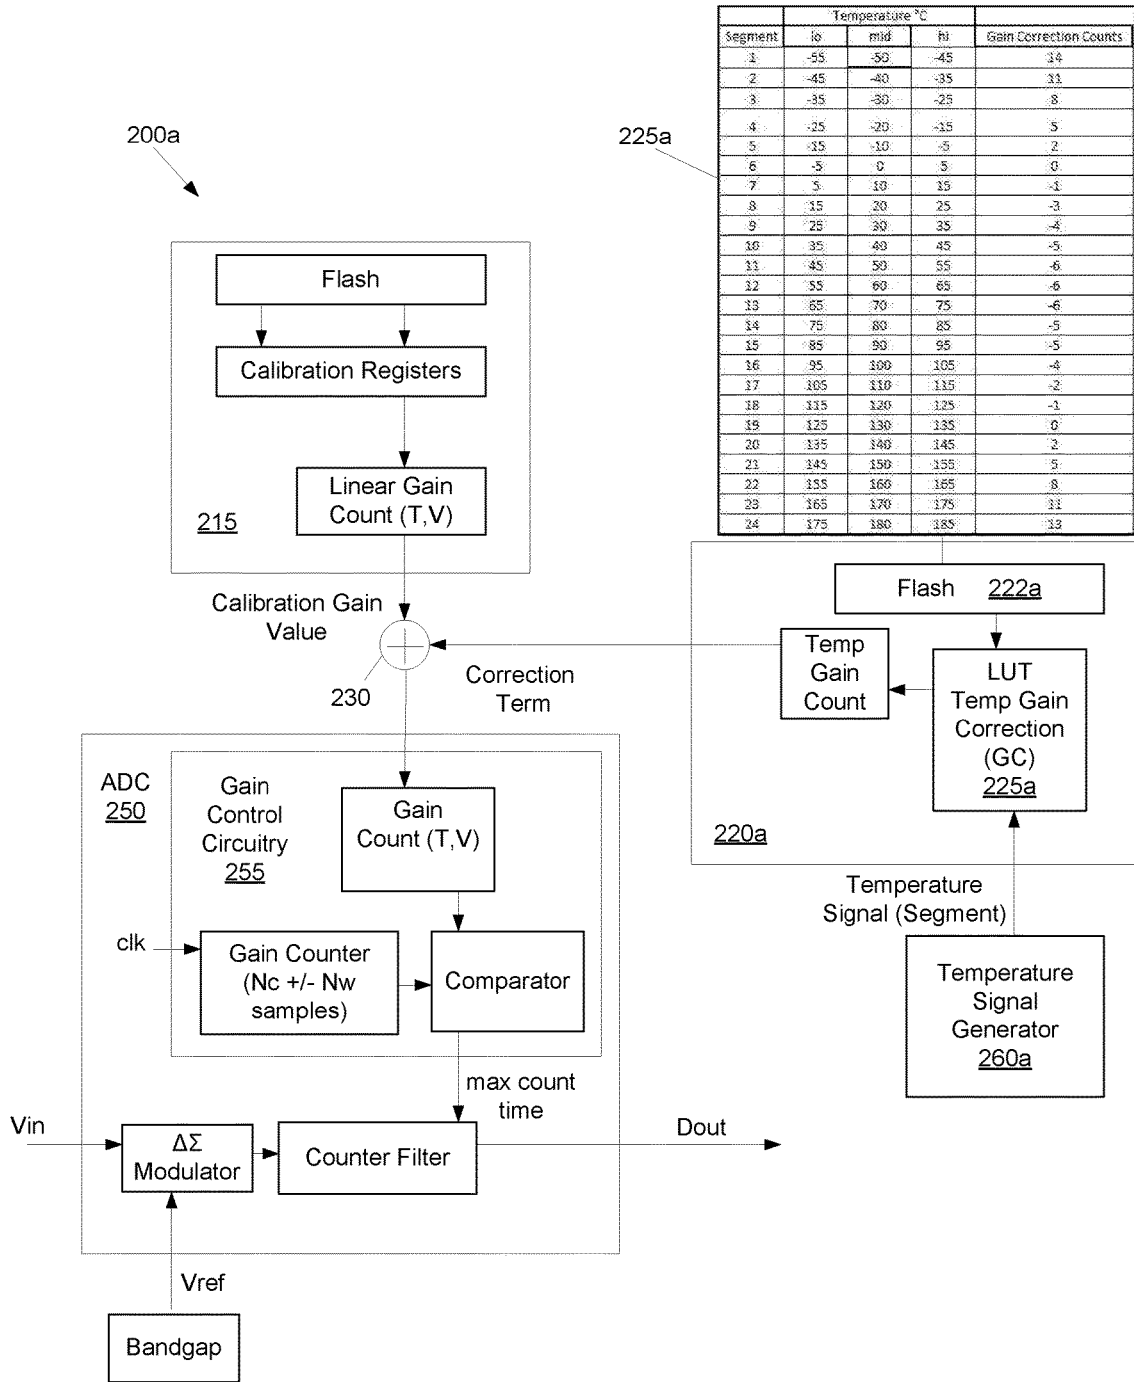 Temperature °C
Segment lo mid hi Gain Correction Counts
1 -55 -50 -45 14
2 -45 -40 -35 11
3 -35 -30 -25 8
4 -25 -20 -15 5
5 -15 -10 -5 2
6 -5 0 5 0
7 5 10 15 -1
8 15 20 25 -3
9 25 30 35 -4
10 35 40 45 -5
11 45 50 55 -6
12 55 60 65 -6
13 65 70 75 -6
14 75 80 85 -5
15 85 90 95 -5
16 95 100 105 -4
17 105 110 115 -2
18 115 120 125 -1
19 125 130 135 0
20 135 140 145 2
21 145 150 155 5
22 155 160 165 8
23 165 170 175 11
24 175 180 185 13
200a
225a
Flash
Calibration Registers
Linear Gain
Count (T,V)
215
Calibration Gain
Value
230
Correction
Term
Flash 222a
Temp
Gain
Count
LUT
Temp Gain
Correction
(GC)
225a
220a
Temperature
Signal (Segment)
Temperature
Signal
Generator
260a
ADC
250
Gain
Control
Circuitry
255
Gain
Count (T,V)
clk
Gain Counter
(Nc +/- Nw
samples)
Comparator
max count
time
Vin
ΔΣ
Modulator
Counter Filter
Dout
Vref
Bandgap